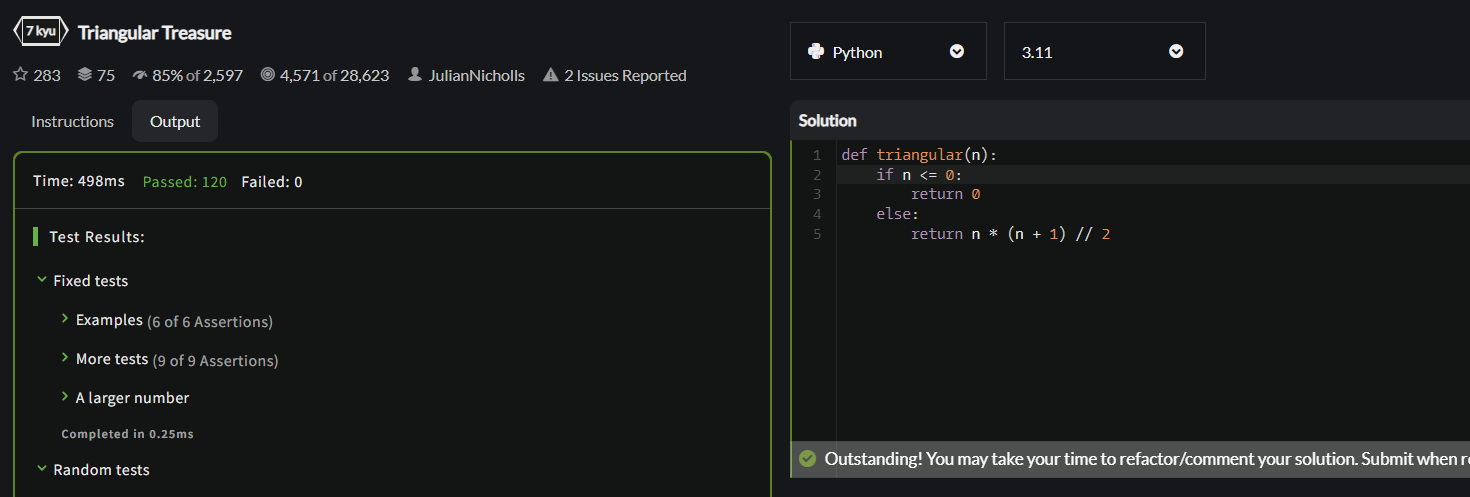 7 kyu Triangular Treasure
283 75 85% of 2,597 4,571 of 28,623 JulianNicholls 2 Issues Reported
Instructions Output
Time: 498ms Passed: 120 Failed: 0
Test Results:
Fixed tests
Examples (6 of 6 Assertions)
More tests (9 of 9 Assertions)
A larger number
Completed in 0.25ms
Random tests
Python 3.11
Solution
1 def triangular(n):
2 if n <= 0:
3 return 0
4 else:
5 return n * (n + 1) // 2
Outstanding! You may take your time to refactor/comment your solution. Submit when